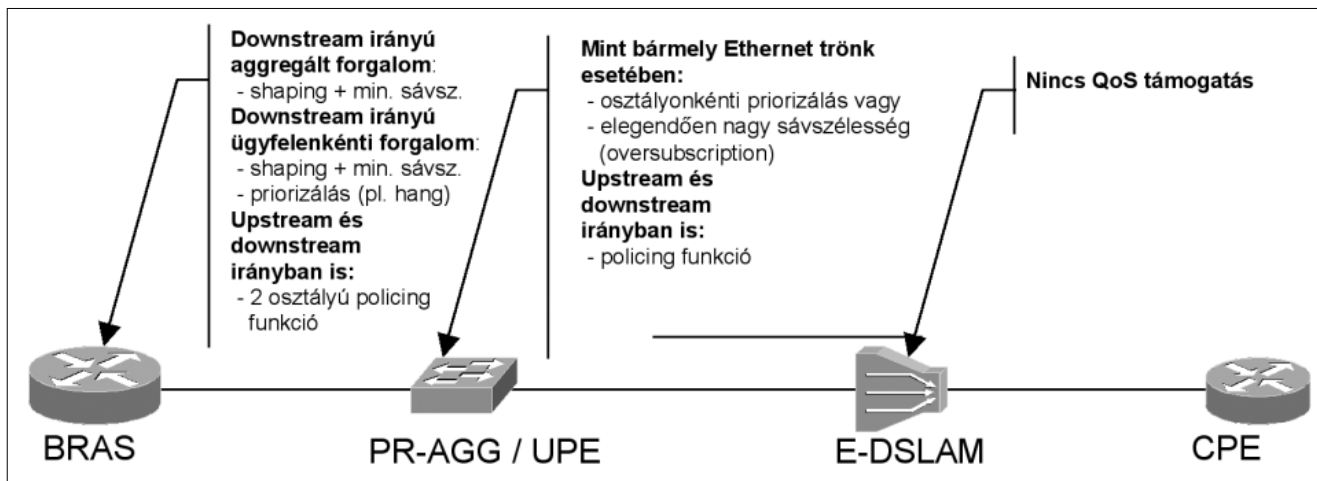 Downstream irányú
aggregált forgalom:
- shaping + min. sávsz.
Downstream irányú
ügyfelenkénti forgalom:
- shaping + min. sávsz.
- priorizálás (pl. hang)
Upstream és
downstream
irányban is:
- 2 osztályú policing
funkció
Mint bármely Ethernet trönk
esetében:
- osztályonkénti priorizálás vagy
- elegendően nagy sávszélesség
(oversubscription)
Upstream és
downstream
irányban is:
- policing funkció
Nincs QoS támogatás
BRAS
PR-AGG / UPE
E-DSLAM
CPE